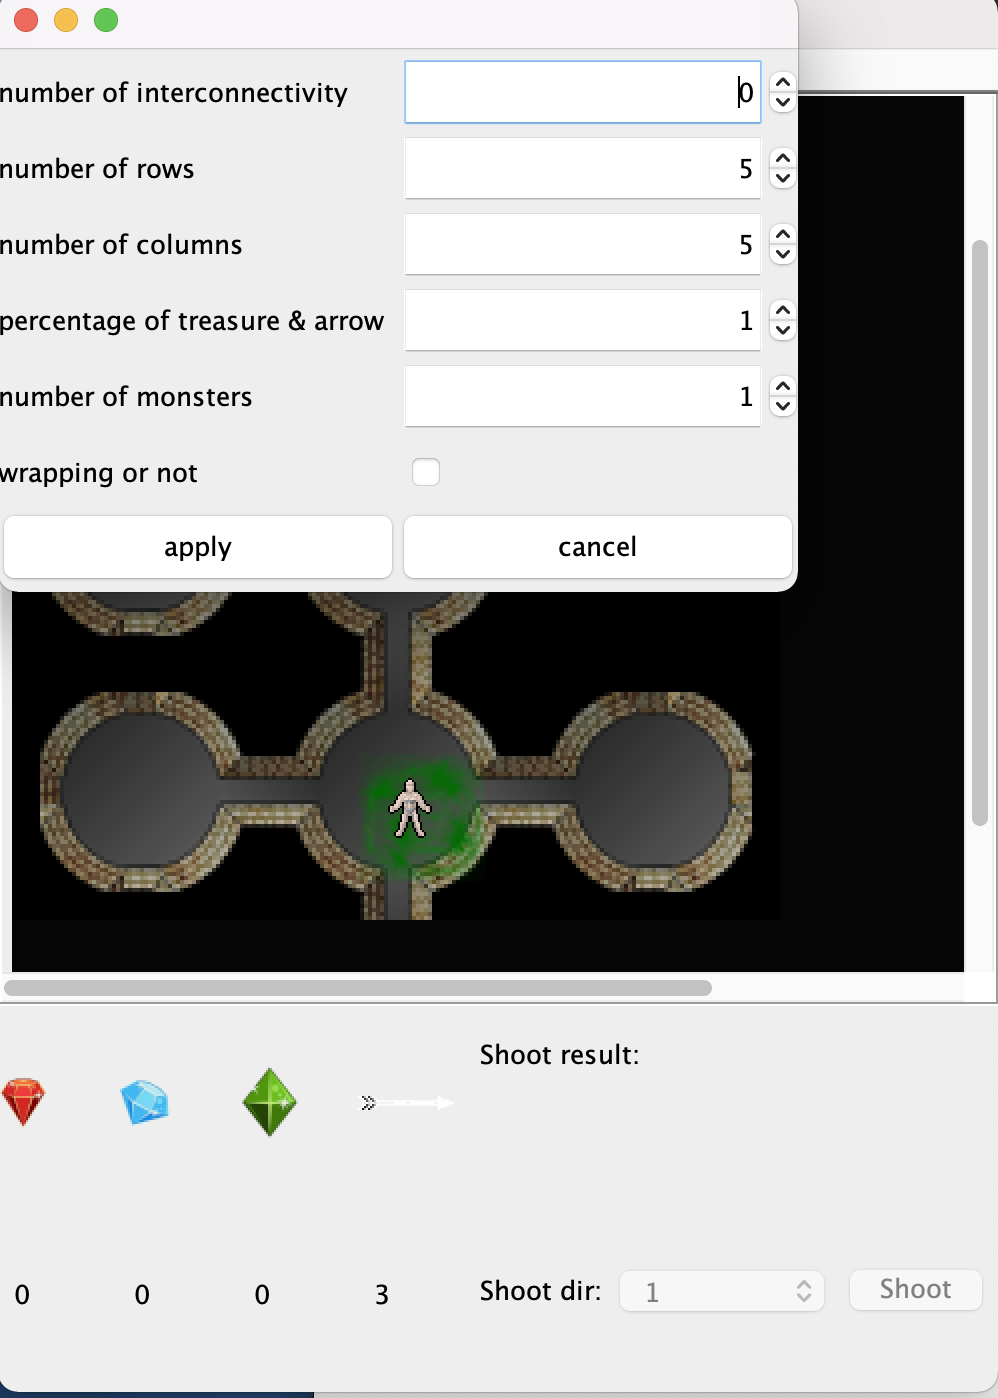 number of interconnectivity 0
number of rows 5
number of columns 5
percentage of treasure & arrow 1
number of monsters 1
wrapping or not
apply cancel
Shoot result:
0 0 0 3 Shoot dir: 1 Shoot